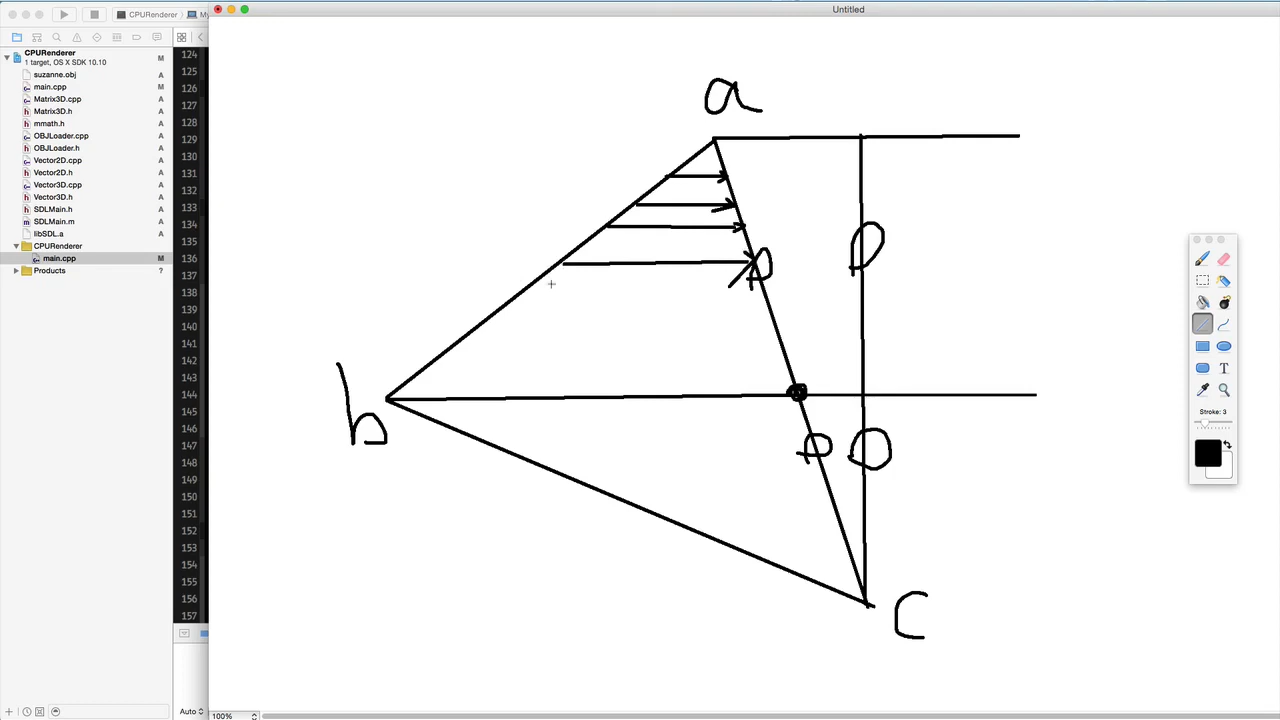 CPURenderer
My
Untitled
CPURenderer
M
1 target, OS X SDK 10.10
suzanne.obj
A
main.cpp
M
Matrix3D.cpp
A
Matrix3D.h
A
mmath.h
A
OBJLoader.cpp
A
OBJLoader.h
A
Vector2D.cpp
A
Vector2D.h
A
Vector3D.cpp
A
Vector3D.h
A
SDLMain.h
A
SDLMain.m
A
libSDL.a
A
CPURenderer
main.cpp
M
Products
?
124
125
126
127
128
129
130
131
132
133
134
135
136
137
138
139
140
141
142
143
144
145
146
147
148
149
150
151
152
153
154
155
156
157
Auto
a
b
C
Stroke: 3
T
100%